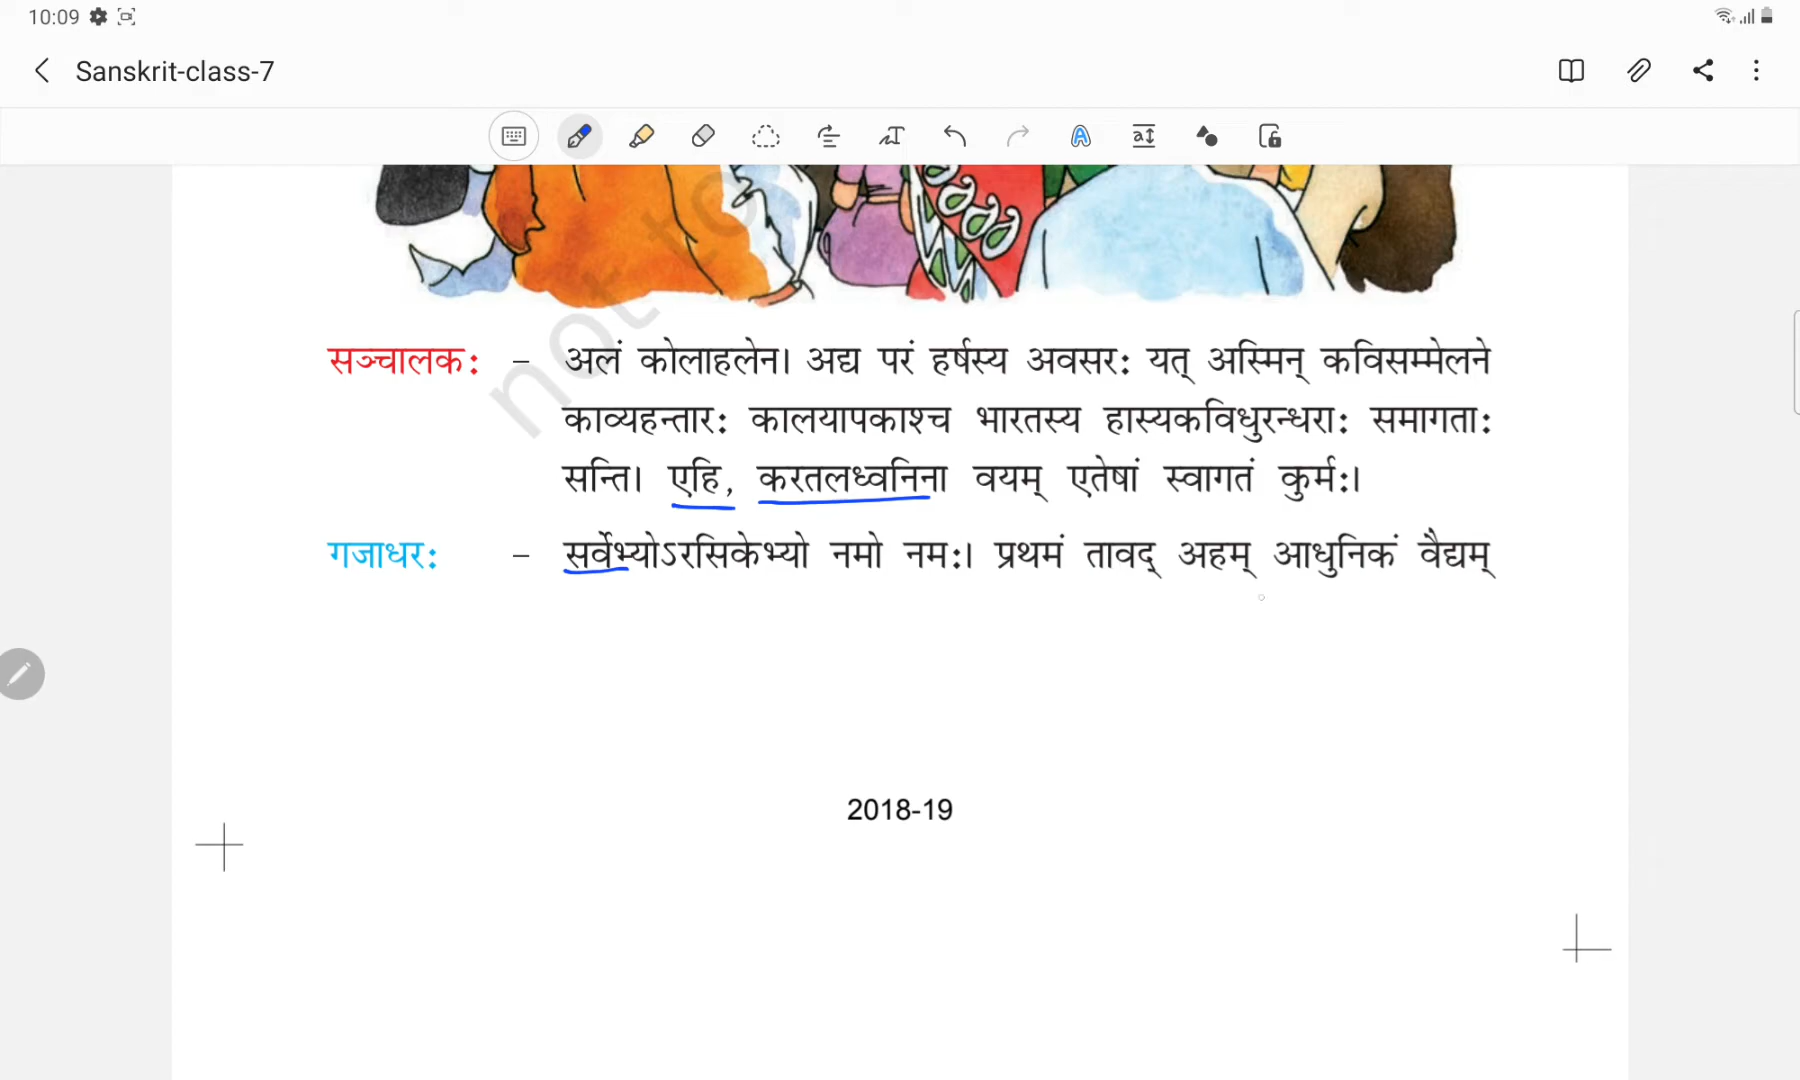 10:09
Sanskrit-class-7
not to
सञ्चालकः – अलं कोलाहलेन। अद्य परं हर्षस्य अवसरः यत् अस्मिन् कविसम्मेलने
काव्यहन्तारः कालयापकाश्च भारतस्य हास्यकविधुरन्धराः समागताः
सन्ति। एहि, करतलध्वनिना वयम् एतेषां स्वागतं कुर्मः।
गजाधरः – सर्वेभ्योऽरसिकेभ्यो नमो नमः। प्रथमं तावद् अहम् आधुनिकं वैद्यम्
2018-19